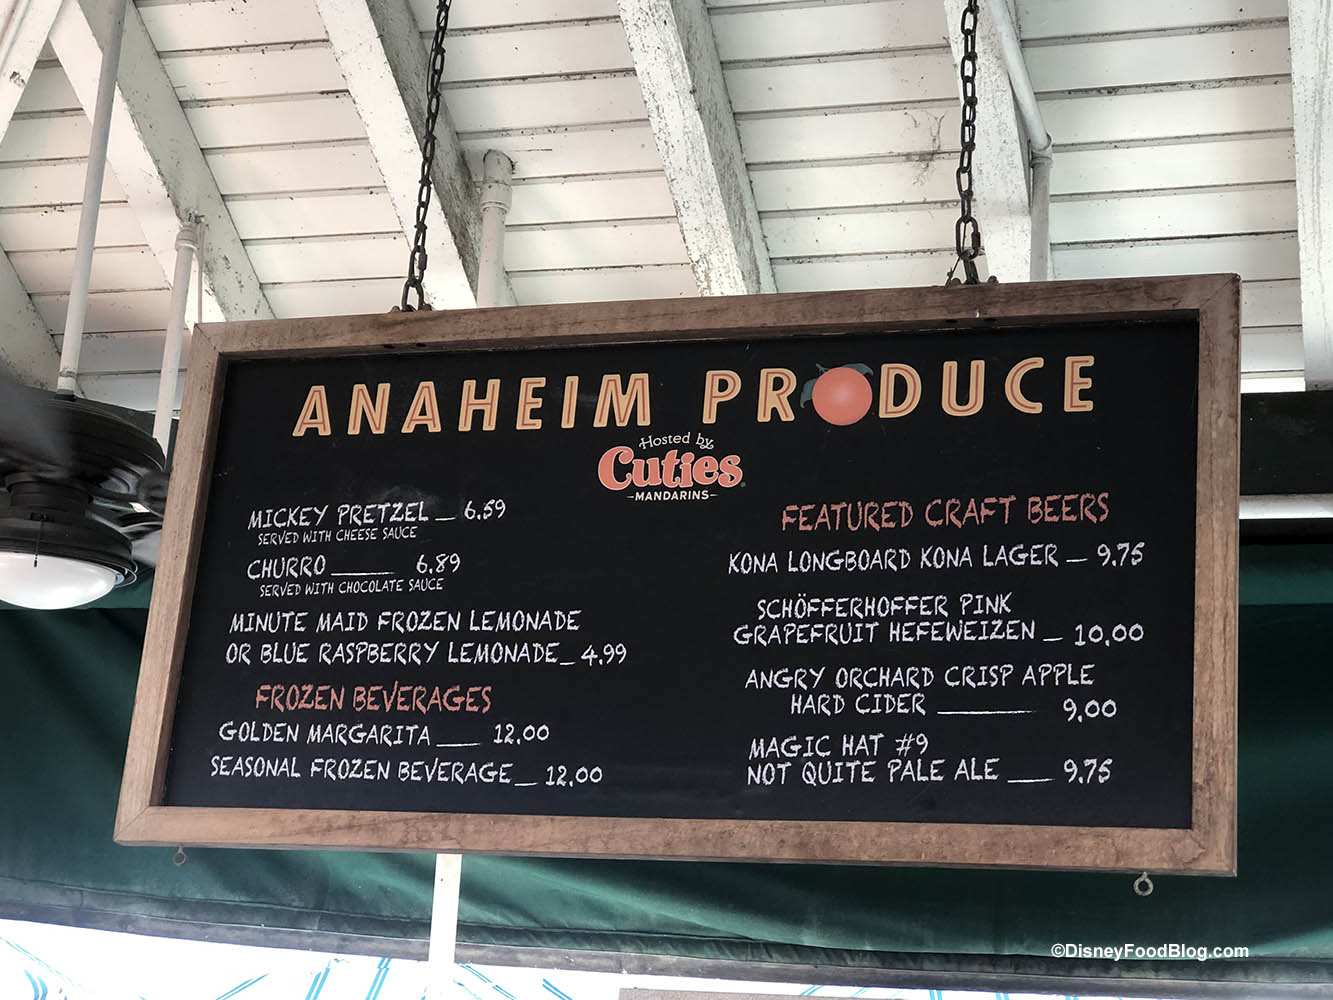 ANAHEIM PRODUCE
Hosted by
Cuties
MANDARINS
MICKEY PRETZEL 6.59
SERVED WITH CHEESE SAUCE
CHURRO 6.89
SERVED WITH CHOCOLATE SAUCE
MINUTE MAID FROZEN LEMONADE
OR BLUE RASPBERRY LEMONADE 4.99
FROZEN BEVERAGES
GOLDEN MARGARITA 12.00
SEASONAL FROZEN BEVERAGE 12.00
FEATURED CRAFT BEERS
KONA LONGBOARD KONA LAGER 9.75
SCHÖFFERHOFFER PINK
GRAPEFRUIT HEFEWEIZEN 10.00
ANGRY ORCHARD CRISP APPLE
HARD CIDER 9.00
MAGIC HAT #9
NOT QUITE PALE ALE 9.75
©DisneyFoodBlog.com